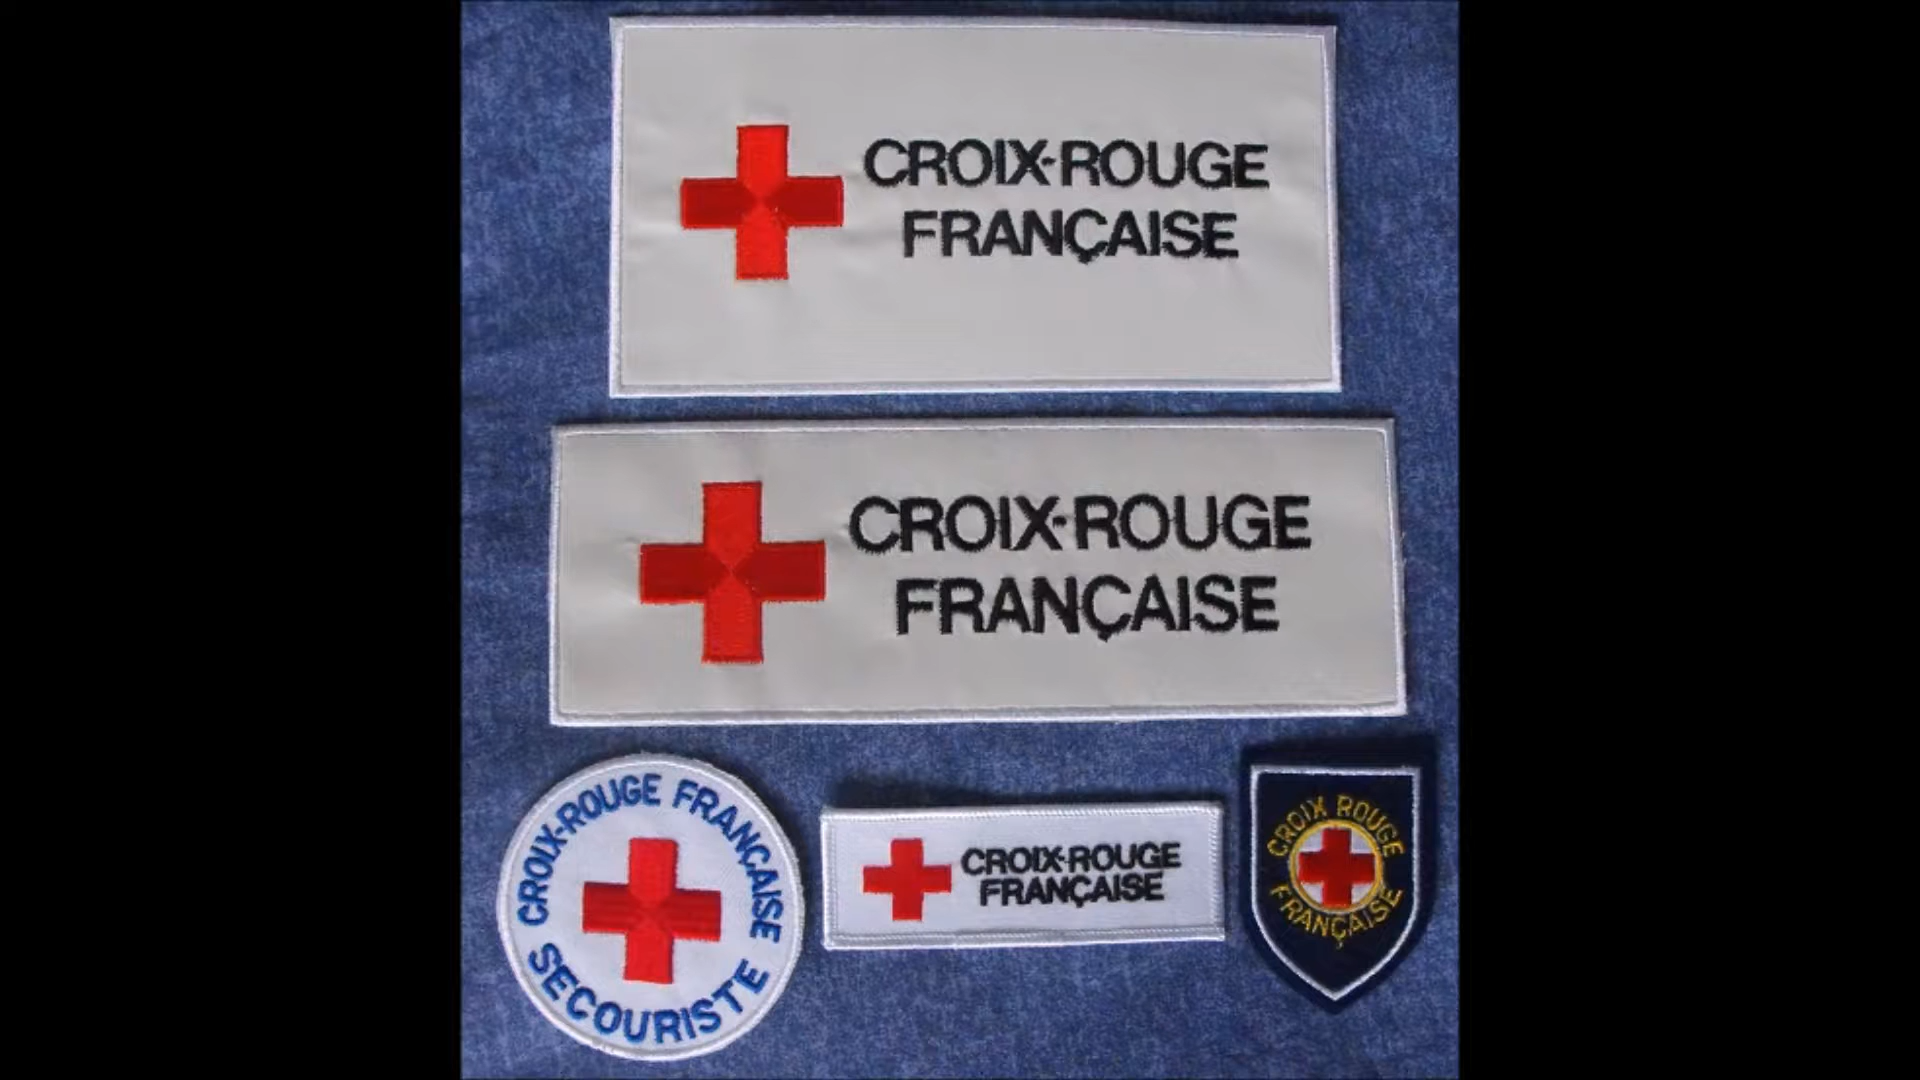 CROIX-ROUGE
FRANÇAISE
CROIX-ROUGE
FRANÇAISE
CROIX-ROUGE FRANÇAISE
SECOURISTE
CROIX-ROUGE
FRANÇAISE
CROIX ROUGE
FRANÇAISE